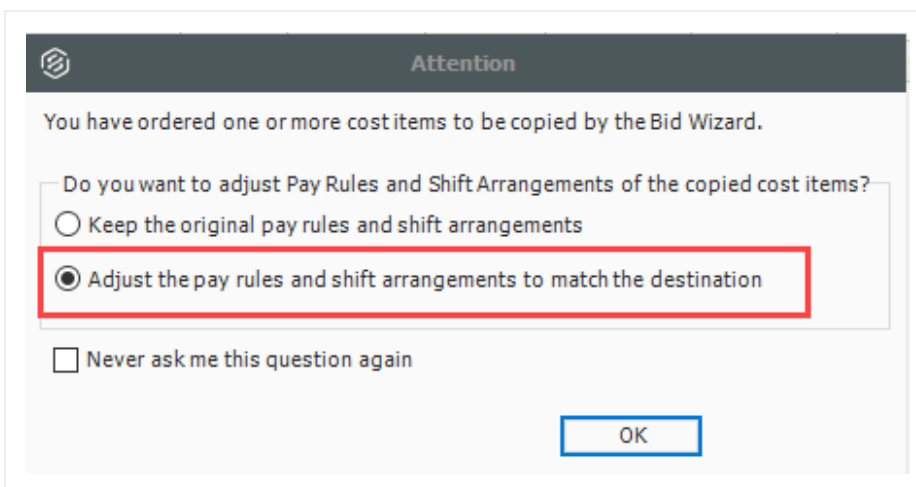 Attention
You have ordered one or more cost items to be copied by the Bid Wizard.
Do you want to adjust Pay Rules and Shift Arrangements of the copied cost items?
Keep the original pay rules and shift arrangements
Adjust the pay rules and shift arrangements to match the destination
Never ask me this question again
OK